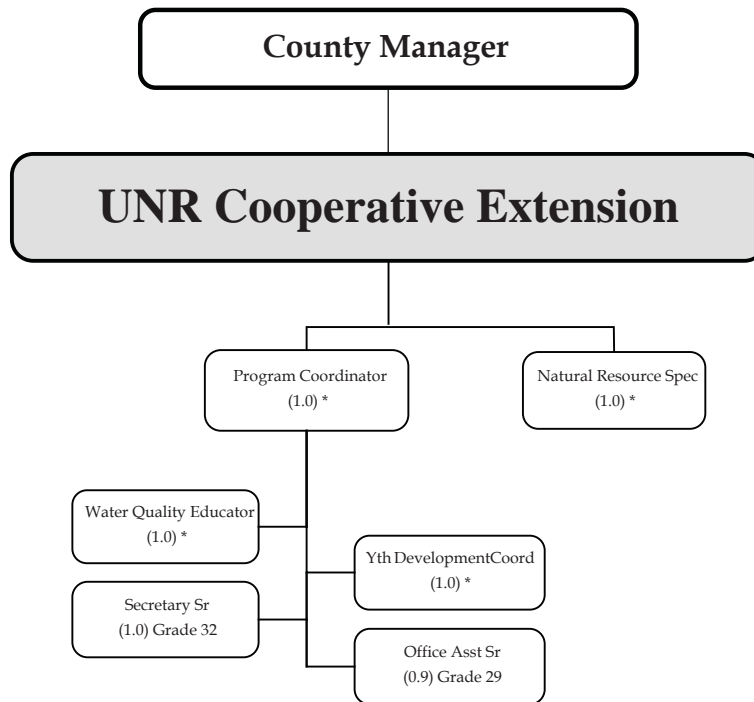 County Manager
UNR Cooperative Extension
Program Coordinator
(1.0) *
Natural Resource Spec
(1.0) *
Water Quality Educator
(1.0) *
Yth DevelopmentCoord
(1.0) *
Secretary Sr
(1.0) Grade 32
Office Asst Sr
(0.9) Grade 29